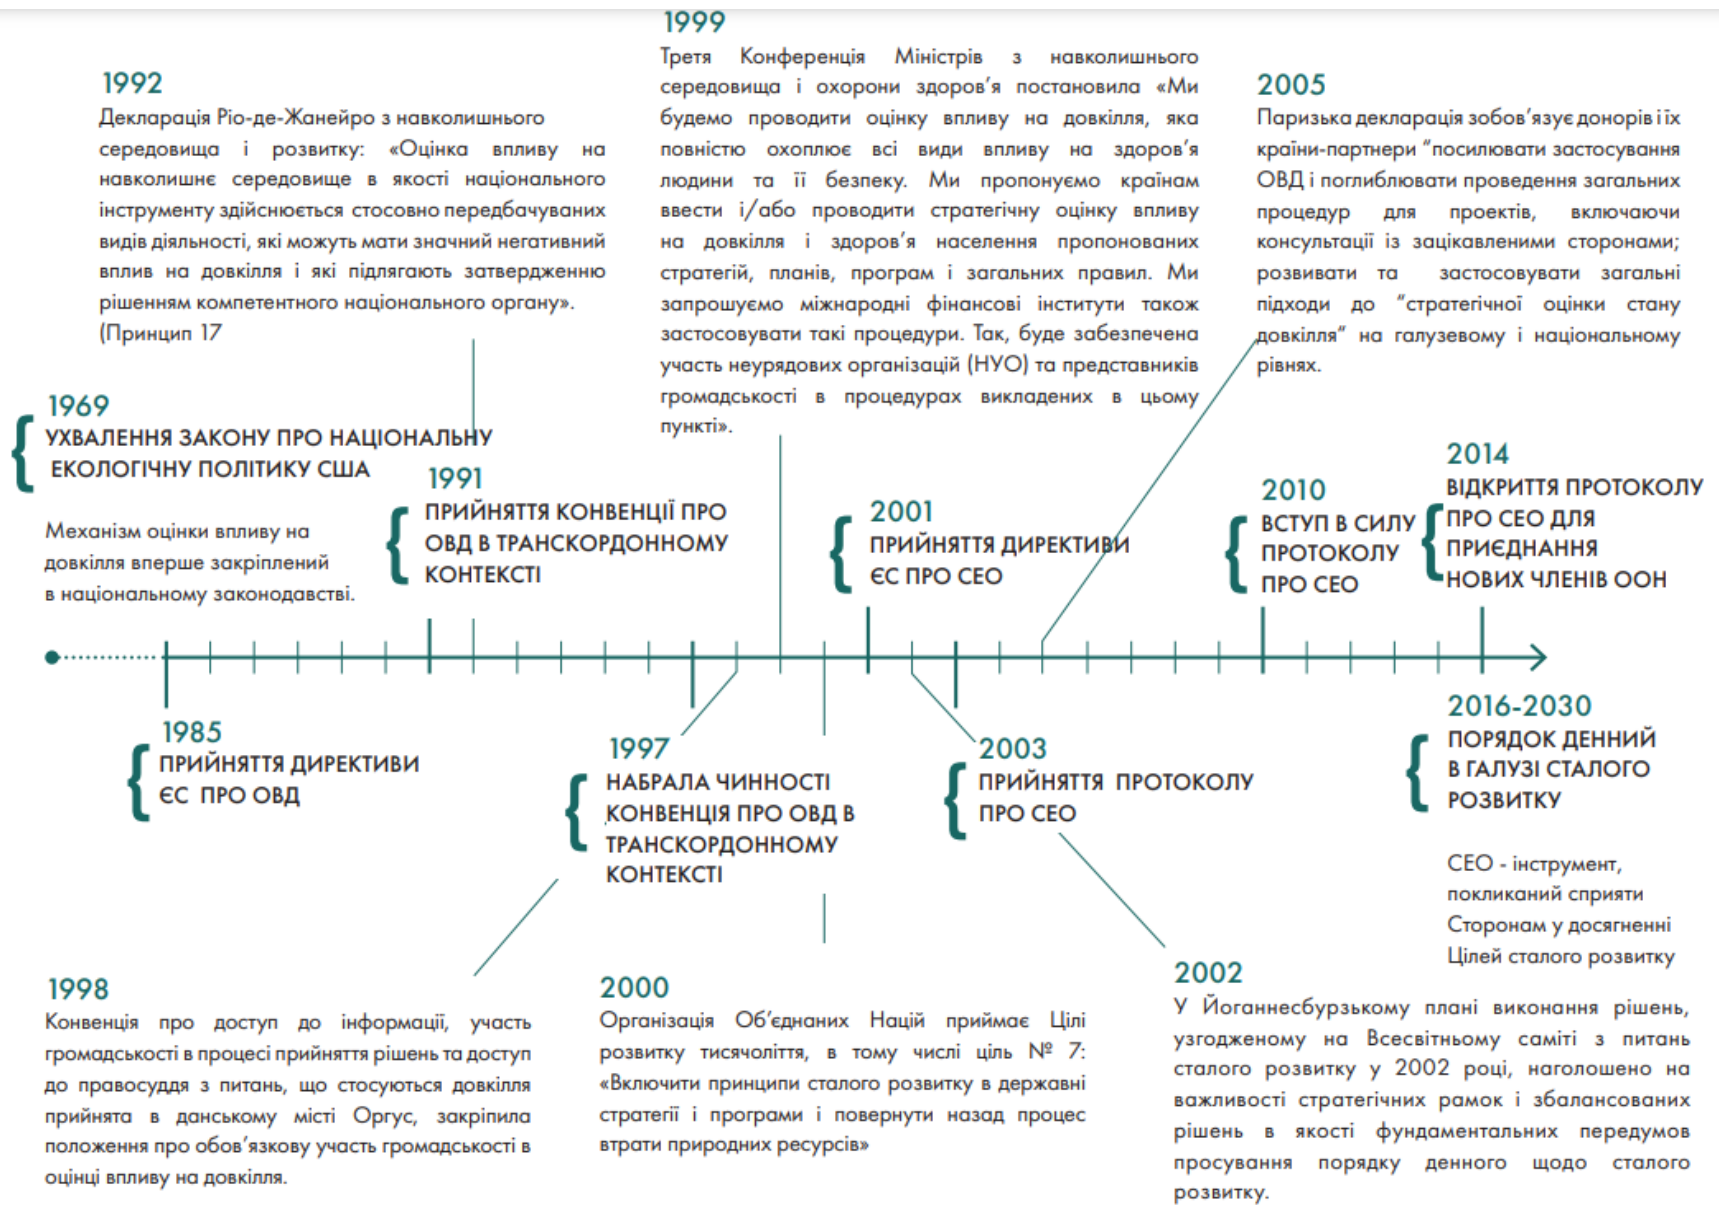 1992
Декларація Ріо-де-Жанейро з навколишнього
середовища і розвитку: «Оцінка впливу на
навколишнє середовище в якості національного
інструменту здійснюється стосовно передбачуваних
видів діяльності, які можуть мати значний негативний
вплив на довкілля і які підлягають затвердженню
рішенням компетентного національного органу».
(Принцип 17
1999
Третя Конференція Міністрів з навколишнього
середовища і охорони здоров’я постановила «Ми
будемо проводити оцінку впливу на довкілля, яка
повністю охоплює всі види впливу на здоров’я
людини та її безпеку. Ми пропонуємо країнам
ввести і/або проводити стратегічну оцінку впливу
на довкілля і здоров’я населення пропонованих
стратегій, планів, програм і загальних правил. Ми
запрошуємо міжнародні фінансові інститути також
застосовувати такі процедури. Так, буде забезпечена
участь неурядових організацій (НУО) та представників
громадськості в процедурах викладених в цьому
пункті».
2005
Паризька декларація зобов’язує донорів і їх
країни-партнери “посилювати застосування
ОВД і поглиблювати проведення загальних
процедур для проектів, включаючи
консультації із зацікавленими сторонами;
розвивати та застосовувати загальні
підходи до “стратегічної оцінки стану
довкілля“ на галузевому і національному
рівнях.
1969
УХВАЛЕННЯ ЗАКОНУ ПРО НАЦІОНАЛЬНУ
ЕКОЛОГІЧНУ ПОЛІТИКУ США
Механізм оцінки впливу на
довкілля вперше закріплений
в національному законодавстві.
1991
ПРИЙНЯТТЯ КОНВЕНЦІЇ ПРО
ОВД В ТРАНСКОРДОННОМУ
КОНТЕКСТІ
2001
ПРИЙНЯТТЯ ДИРЕКТИВИ
ЄС ПРО СЕО
2010
ВСТУП В СИЛУ
ПРОТОКОЛУ
ПРО СЕО
2014
ВІДКРИТТЯ ПРОТОКОЛУ
ПРО СЕО ДЛЯ
ПРИЄДНАННЯ
НОВИХ ЧЛЕНІВ ООН
1985
ПРИЙНЯТТЯ ДИРЕКТИВИ
ЄС ПРО ОВД
1997
НАБРАЛА ЧИННОСТІ
КОНВЕНЦІЯ ПРО ОВД В
ТРАНСКОРДОННОМУ
КОНТЕКСТІ
2003
ПРИЙНЯТТЯ ПРОТОКОЛУ
ПРО СЕО
2016-2030
ПОРЯДОК ДЕННИЙ
В ГАЛУЗІ СТАЛОГО
РОЗВИТКУ
СЕО - інструмент,
покликаний сприяти
Сторонам у досягненні
Цілей сталого розвитку
1998
Конвенція про доступ до інформації, участь
громадськості в процесі прийняття рішень та доступ
до правосуддя з питань, що стосуються довкілля
прийнята в данському місті Оргус, закріпила
положення про обов’язкову участь громадськості в
оцінці впливу на довкілля.
2000
Організація Об’єднаних Націй приймає Цілі
розвитку тисячоліття, в тому числі ціль № 7:
«Включити принципи сталого розвитку в державні
стратегії і програми і повернути назад процес
втрати природних ресурсів»
2002
У Йоганнесбурзькому плані виконання рішень,
узгодженому на Всесвітньому саміті з питань
сталого розвитку у 2002 році, наголошено на
важливості стратегічних рамок і збалансованих
рішень в якості фундаментальних передумов
просування порядку денного щодо сталого
розвитку.